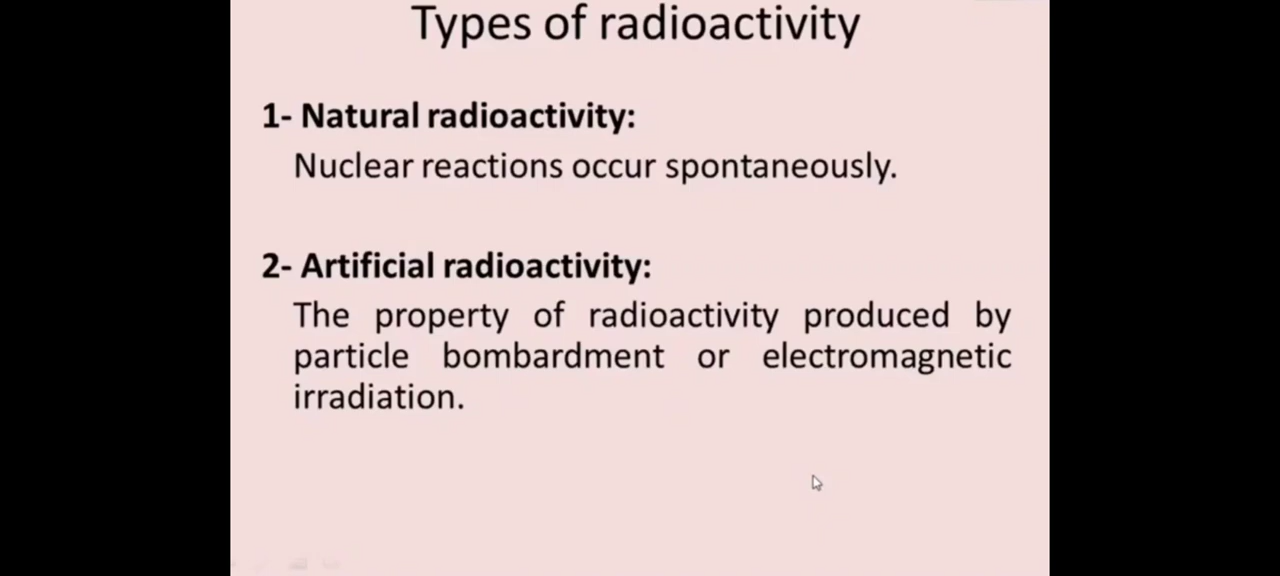 Types of radioactivity
1- Natural radioactivity:
Nuclear reactions occur spontaneously.
2- Artificial radioactivity:
The property of radioactivity produced by
particle bombardment or electromagnetic
irradiation.